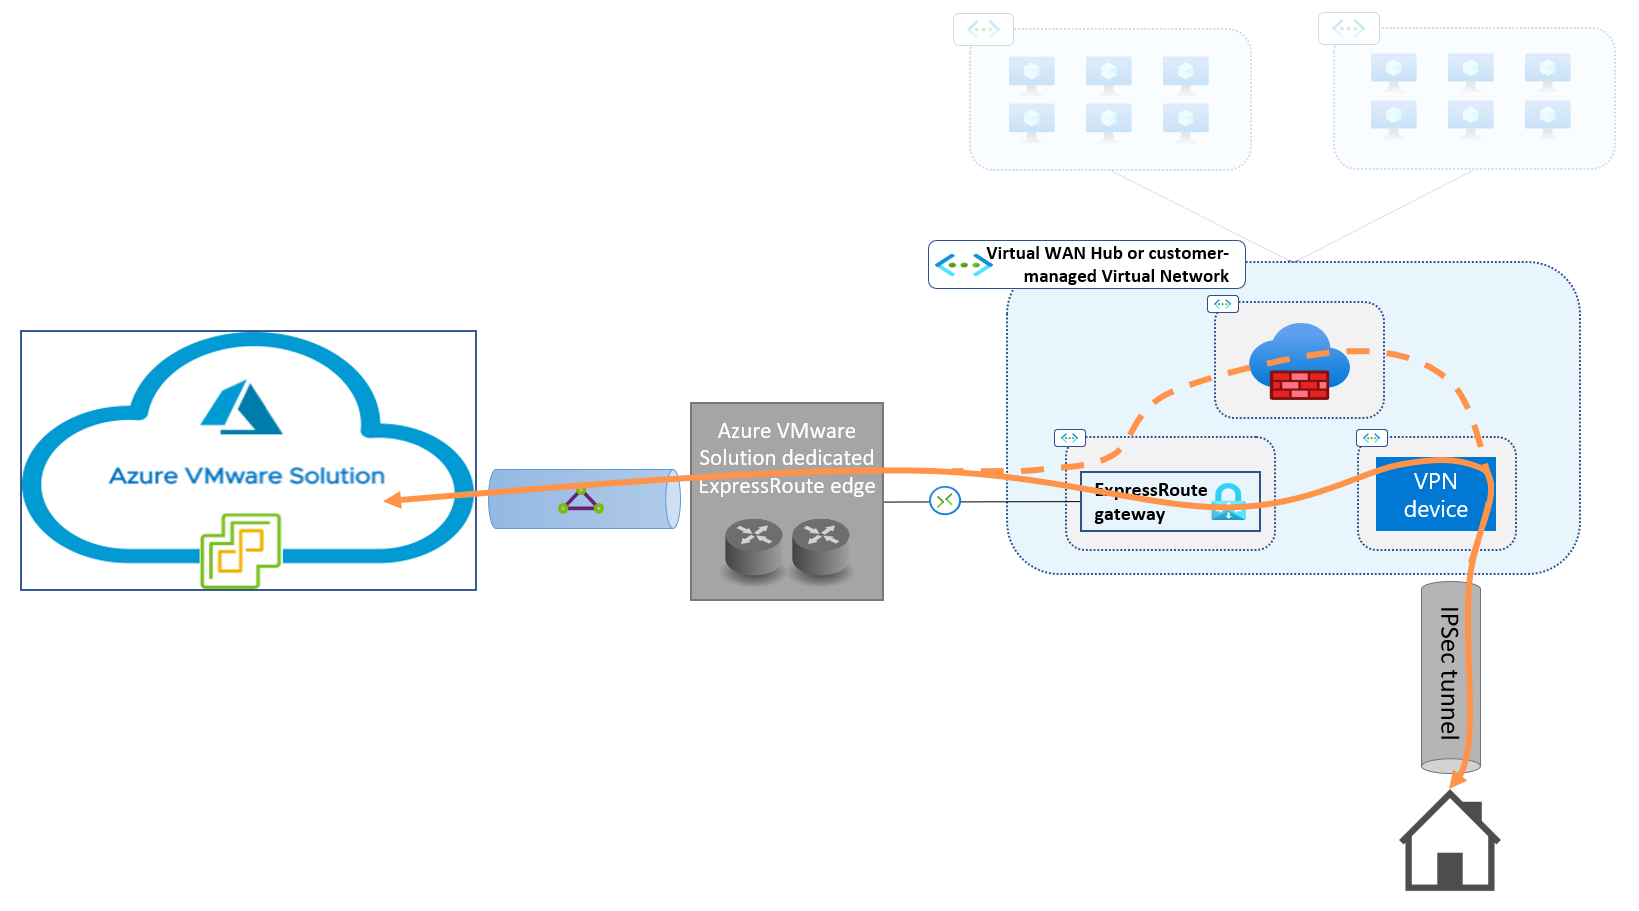 Virtual WAN Hub or customer-
managed Virtual Network
Azure VMware Solution
Azure VMware
Solution dedicated
ExpressRoute edge
ExpressRoute
gateway
VPN
device
IPSec tunnel